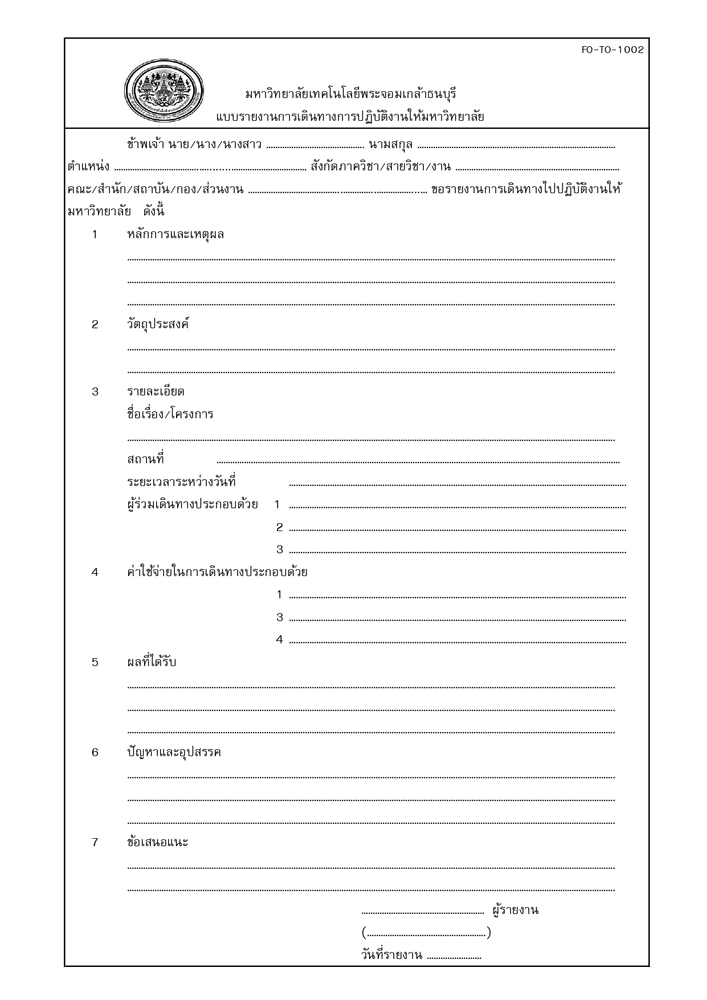 FO-TO-1002
มหาวิทยาลัยเทคโนโลยีพระจอมเกล้าธนบุรี
แบบรายงานการเดินทางการปฏิบัติงานให้มหาวิทยาลัย
ข้าพเจ้า นาย/นาง/นางสาว ........................................... นามสกุล .......................................................................................
ตำแหน่ง ..................................................................................... สังกัดภาควิชา/สายวิชา/งาน ........................................................................
คณะ/สำนัก/สถาบัน/กอง/ส่วนงาน ............................................................................... ขอรายงานการเดินทางไปปฏิบัติงานให้
มหาวิทยาลัย ดังนี้
1 หลักการและเหตุผล
................................................................................
................................................................................
................................................................................
2 วัตถุประสงค์
................................................................................
................................................................................
3 รายละเอียด
ชื่อเรื่อง/โครงการ
................................................................................
สถานที่ ................................................................................
ระยะเวลาระหว่างวันที่ ................................................................................
ผู้ร่วมเดินทางประกอบด้วย 1 ................................................................................
2 ................................................................................
3 ................................................................................
4 ค่าใช้จ่ายในการเดินทางประกอบด้วย
1 ................................................................................
3 ................................................................................
4 ................................................................................
5 ผลที่ได้รับ
................................................................................
................................................................................
................................................................................
6 ปัญหาและอุปสรรค
................................................................................
................................................................................
................................................................................
7 ข้อเสนอแนะ
................................................................................
................................................................................
...................................................... ผู้รายงาน
(....................................................)
วันที่รายงาน ........................